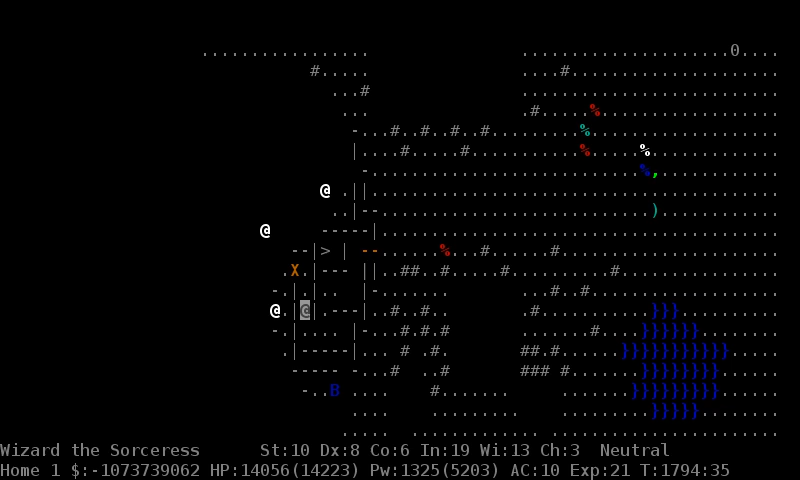 .................               .....................0....
                               #.....               ....#.....................
                                 ...#               ..........................
                                  ...               .#.....%..................
                                   -...#..#..#..#.........%...................
                                   |....#.....#...........%.....%.............
                                    -...........................%,............
                                @ .||.........................................
                                 ..|--...........................)............
                          @     -----|........................................
                             --|>| |  --......%...#......#......................
                            .X.|--- ||..##..#.....#..........#................
                           -.|.|..  |-.......       ...#..#...................
                           @.|@|.---|..#..#..       .#...........}}}..........
                           -.|.... |-...#.#.#       .......#....}}}}}}........
                            .|-----|... # .#.       ##.#......}}}}}}}}}}}.....
                             ----- -...#  ..#       ### #.......}}}}}}}}......
                              -..B ....    #.......     .......}}}}}}}}}......
                                   ....    .........    .........}}}}}........
                                  ..... ............. ........................
Wizard the Sorceress      St:10 Dx:8 Co:6 In:19 Wi:13 Ch:3  Neutral
Home 1 $:-1073739062 HP:14056(14223) Pw:1325(5203) AC:10 Exp:21 T:1794:35